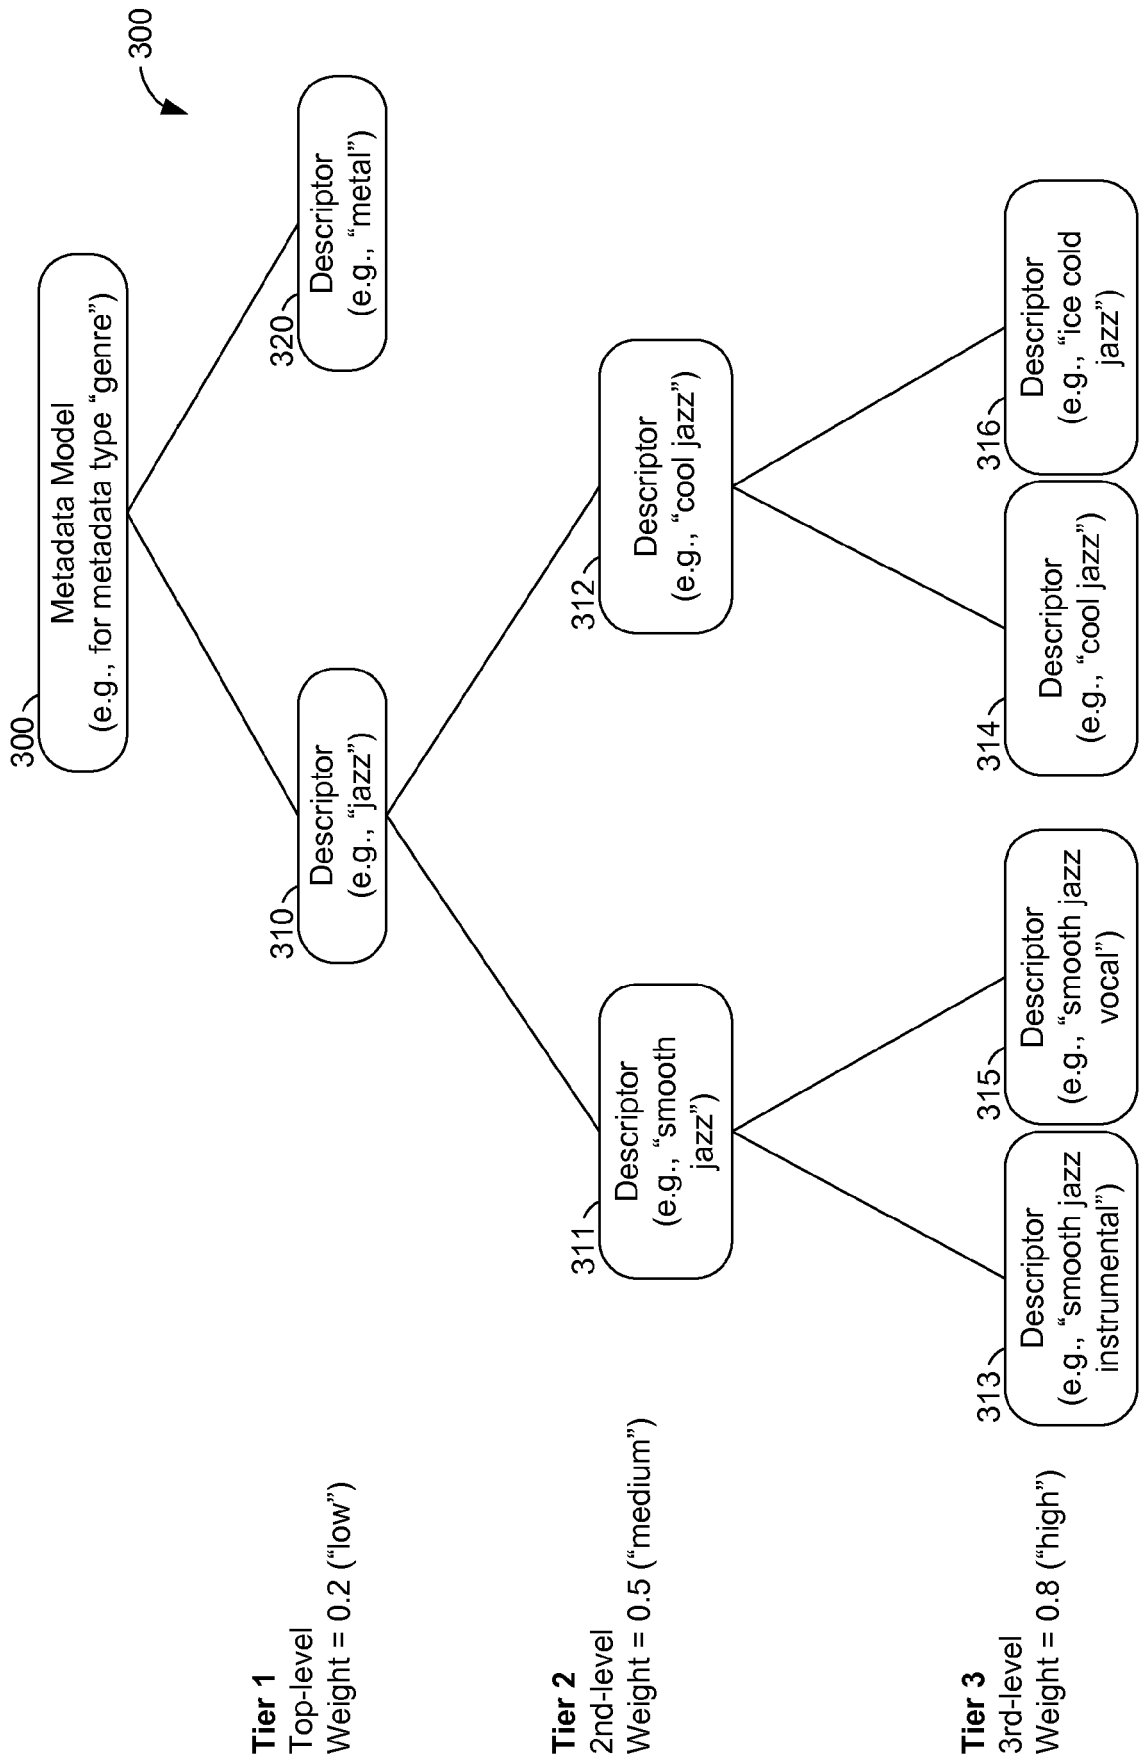 300
300
Metadata Model
(e.g., for metadata type “genre”)
Tier 1
Top-level
Weight = 0.2 (“low”)
310
Descriptor
(e.g., “jazz”)
320
Descriptor
(e.g., “metal”)
Tier 2
2nd-level
Weight = 0.5 (“medium”)
311
Descriptor
(e.g., “smooth
jazz”)
312
Descriptor
(e.g., “cool jazz”)
Tier 3
3rd-level
Weight = 0.8 (“high”)
313
Descriptor
(e.g., “smooth jazz
instrumental”)
315
Descriptor
(e.g., “smooth jazz
vocal”)
314
Descriptor
(e.g., “cool jazz”)
316
Descriptor
(e.g., “ice cold
jazz”)